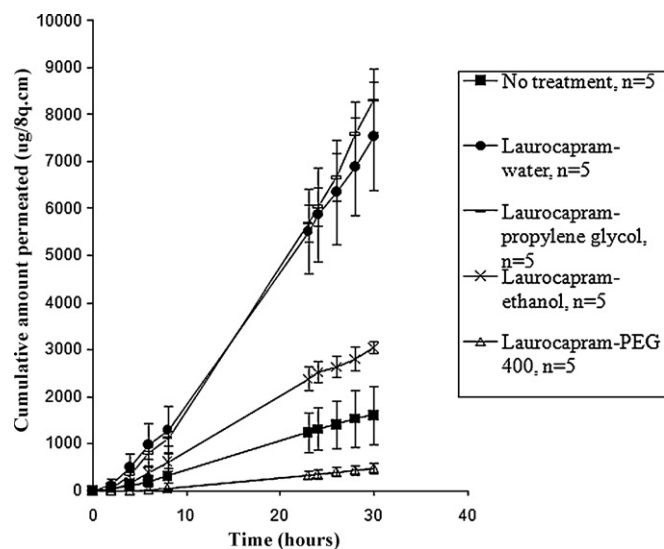 Cumulative amount permeated (ug/8q.cm)
10000
9000
8000
7000
6000
5000
4000
3000
2000
1000
0
0 10 20 30 40
Time (hours)
No treatment, n=5
Laurocapram-
water, n=5
Laurocapram-
propylene glycol,
n=5
Laurocapram-
ethanol, n=5
Laurocapram-PEG
400, n=5